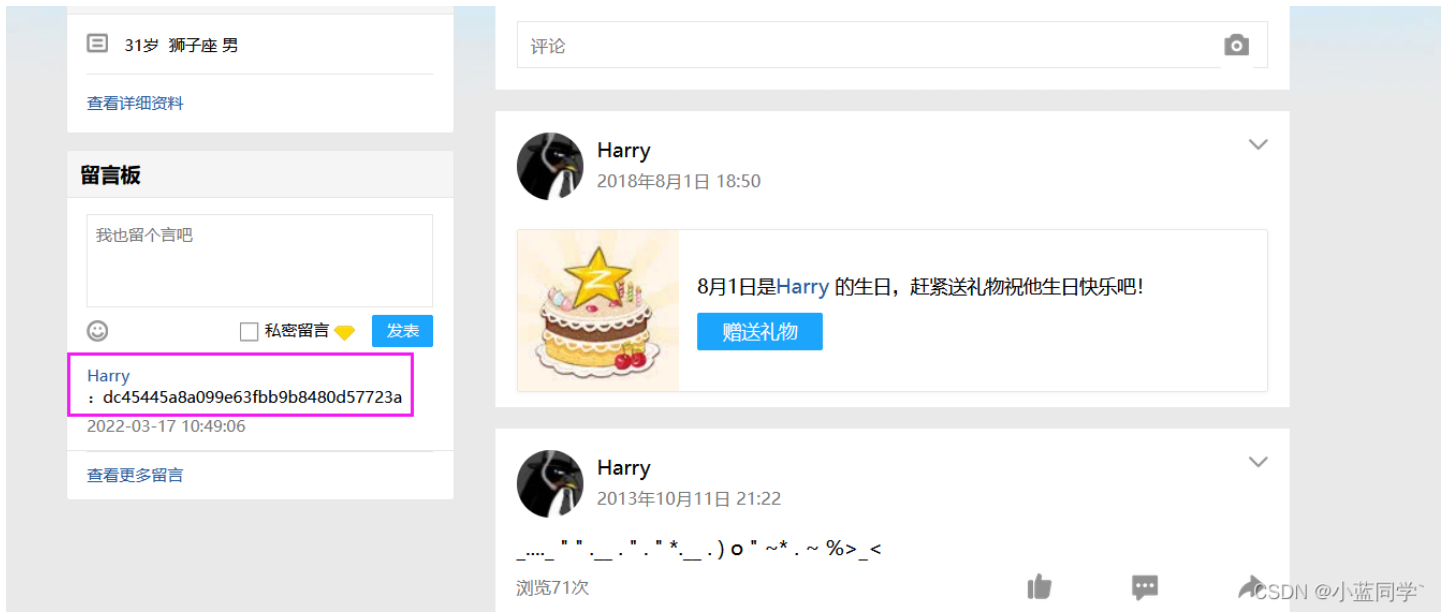 31岁 狮子座 男
查看详细资料
留言板
我也留个言吧
私密留言
发表
Harry
：dc45445a8a099e63fbb9b8480d57723a
2022-03-17 10:49:06
查看更多留言
评论
Harry
2018年8月1日 18:50
8月1日是Harry 的生日，赶紧送礼物祝他生日快乐吧！
赠送礼物
Harry
2013年10月11日 21:22
_...._ " " .__ . " . " *.__ . ) o " ~* . ~ %>_<
浏览71次
CSDN @小蓝同学`